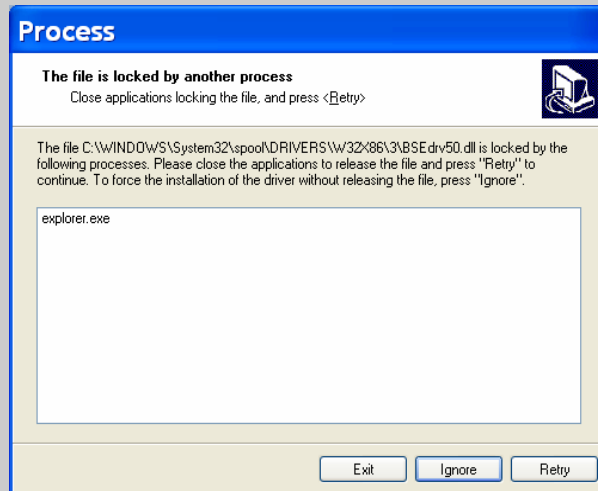 Process
The file is locked by another process
Close applications locking the file, and press <Retry>
The file C:\WINDOWS\System32\spool\DRIVERS\W32X86\3\BSEdrv50.dll is locked by the
following processes. Please close the applications to release the file and press "Retry" to
continue. To force the installation of the driver without releasing the file, press "Ignore".
explorer.exe
Exit Ignore Retry